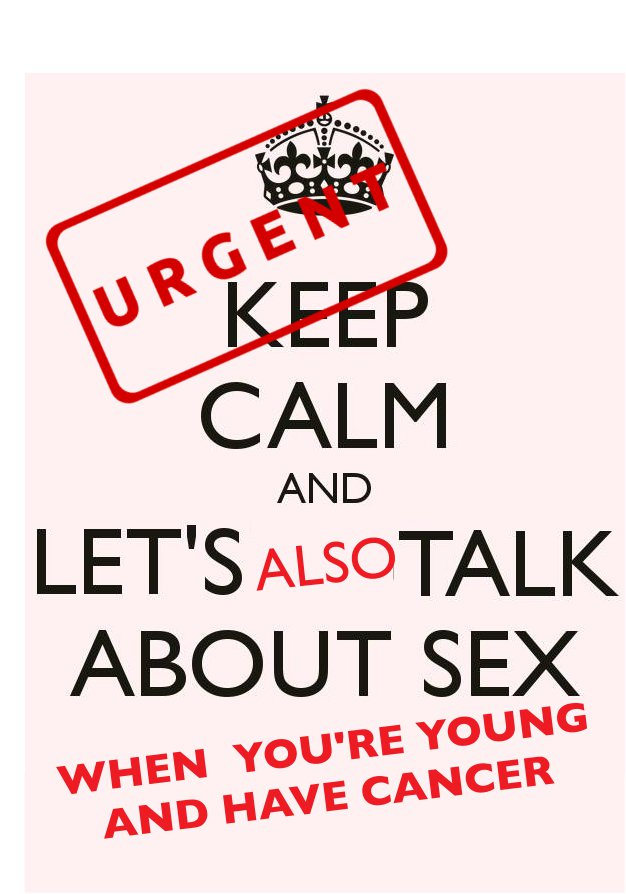 URGENT
KEEP
CALM
AND
LET'S ALSO TALK
ABOUT SEX
WHEN YOU'RE YOUNG
AND HAVE CANCER